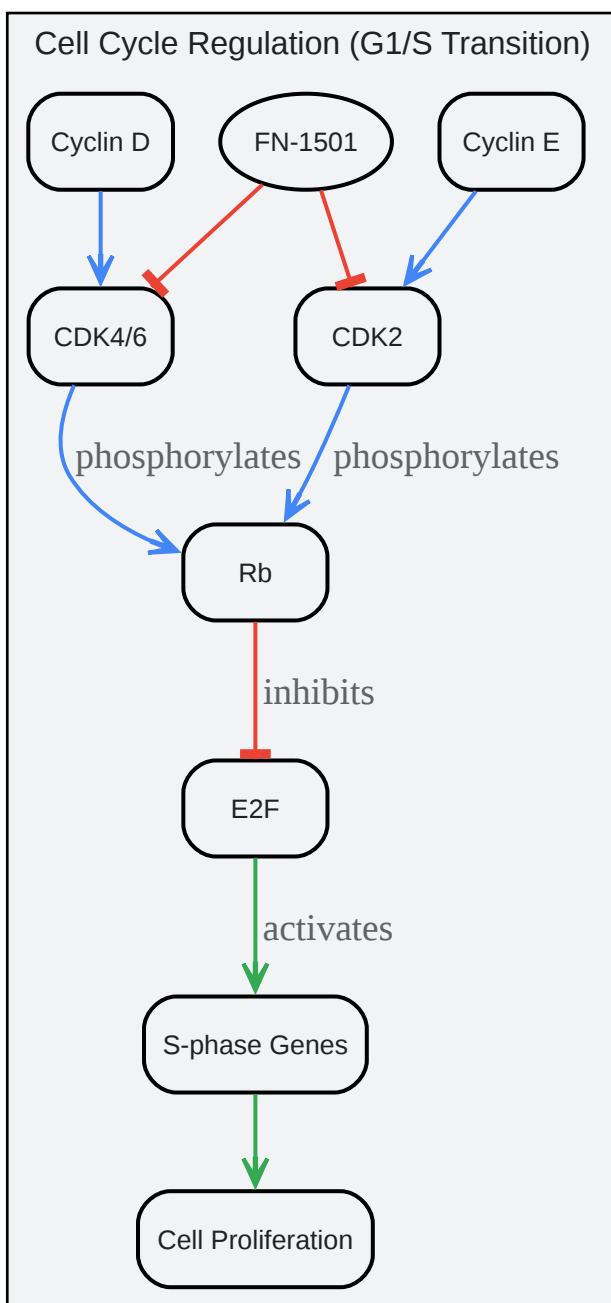 Cell Cycle Regulation (G1/S Transition)
Cyclin D
FN-1501
Cyclin E
CDK4/6
CDK2
phosphorylates
phosphorylates
Rb
inhibits
E2F
activates
S-phase Genes
Cell Proliferation